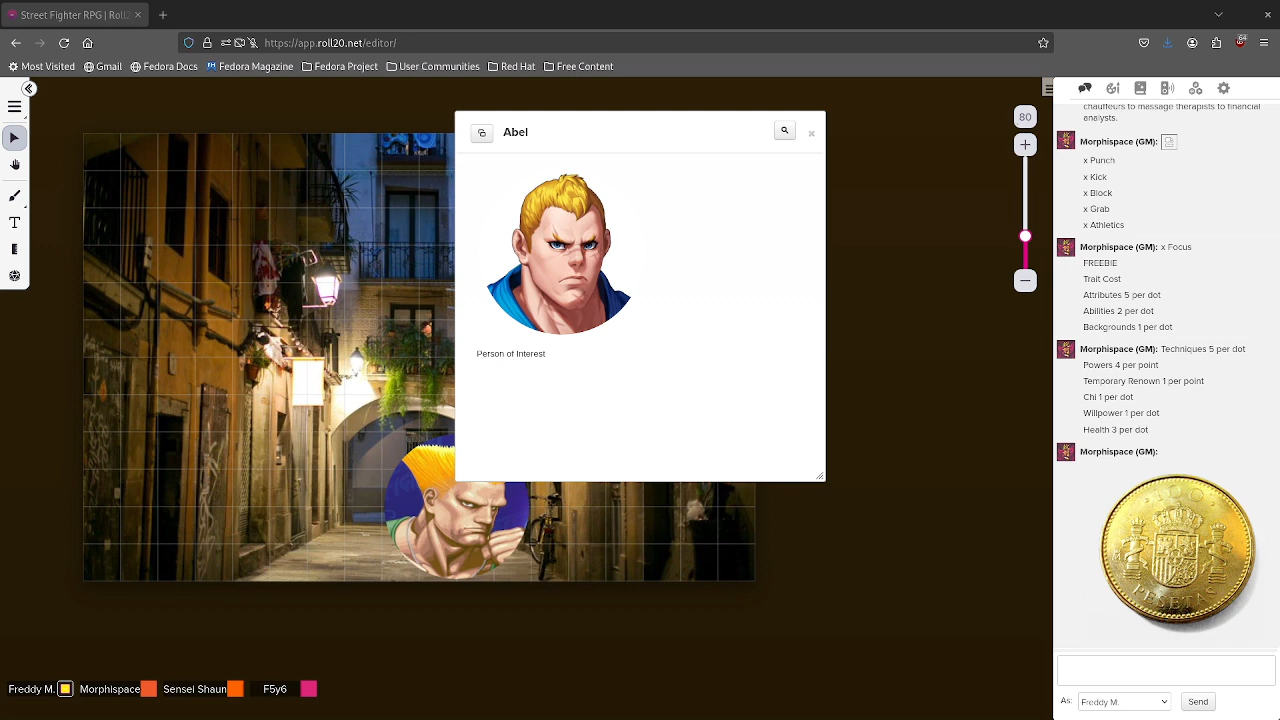 Street Fighter RPG | Roll2
https://app.roll20.net/editor/
Most Visited
Gmail
Fedora Docs
Fedora Magazine
Fedora Project
User Communities
Red Hat
Free Content
64
80
Abel
Person of Interest
chauffeurs to massage therapists to financial
analysts.
Morphispace (GM):
x Punch
x Kick
x Block
x Grab
x Athletics
Morphispace (GM): x Focus
FREEBIE
Trait Cost
Attributes 5 per dot
Abilities 2 per dot
Backgrounds 1 per dot
Morphispace (GM): Techniques 5 per dot
Powers 4 per point
Temporary Renown 1 per point
Chi 1 per dot
Willpower 1 per dot
Health 3 per dot
Morphispace (GM):
100
M
PESETAS
As:
Freddy M.
Send
Freddy M.
Morphispace
Sensei Shaun
F5y6